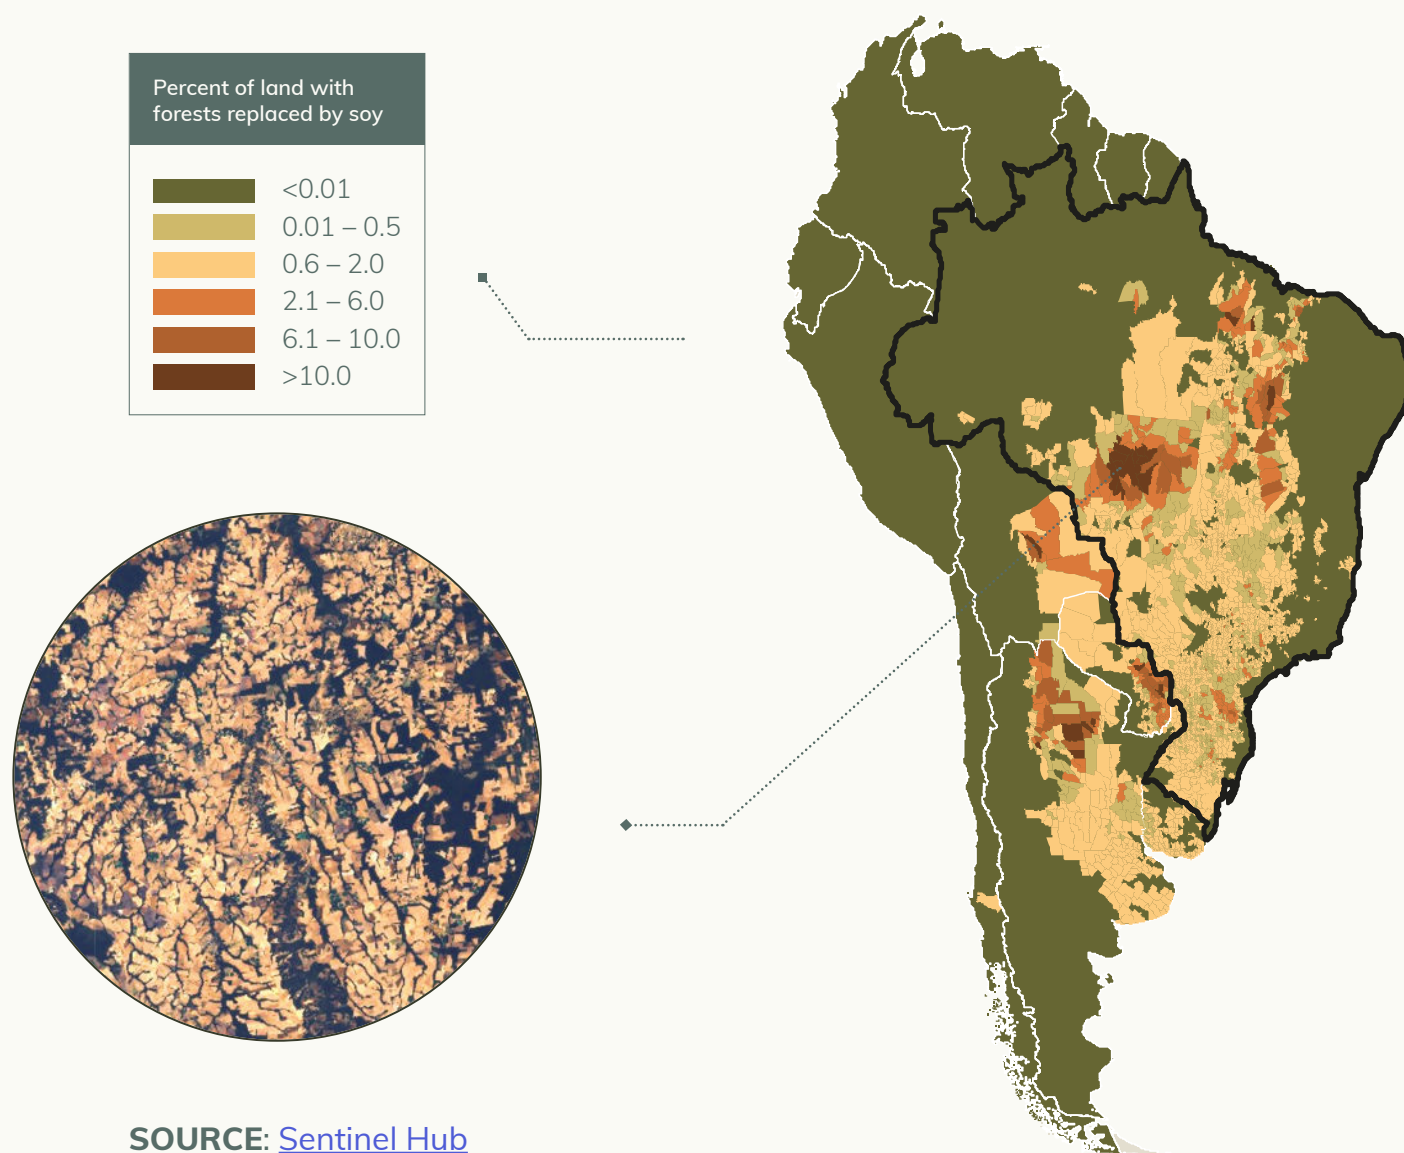 Percent of land with
forests replaced by soy
<0.01
0.01 – 0.5
0.6 – 2.0
2.1 – 6.0
6.1 – 10.0
>10.0
SOURCE: Sentinel Hub